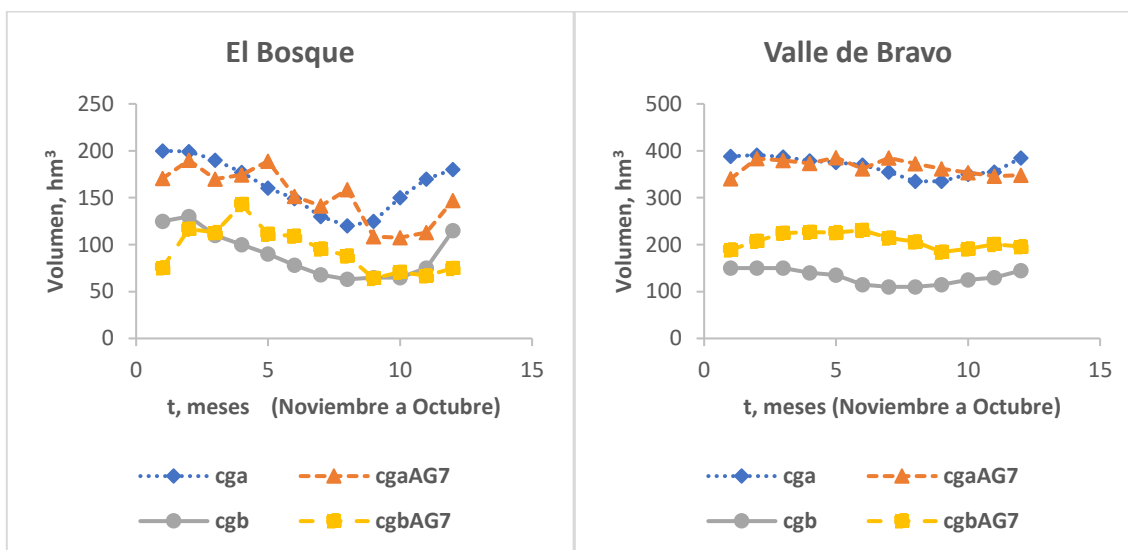 El Bosque
Volumen, hm³
250
200
150
100
50
0
0 5 10 15
t, meses (Noviembre a Octubre)
cga cgaAG7
cgb cgbAG7
Valle de Bravo
Volumen, hm³
500
400
300
200
100
0
0 5 10 15
t, meses (Noviembre a Octubre)
cga cgaAG7
cgb cgbAG7